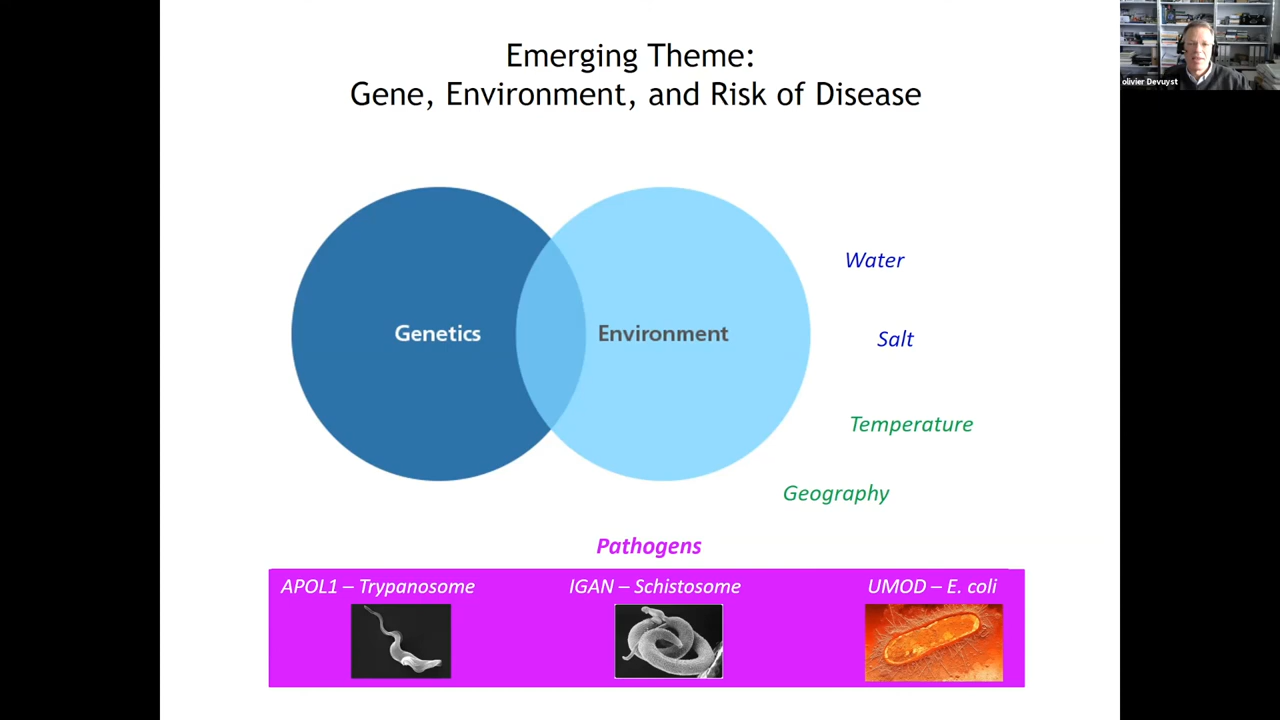 Emerging Theme:
Gene, Environment, and Risk of Disease
olivier Devuyst
Genetics
Environment
Water
Salt
Temperature
Geography
Pathogens
APOL1 – Trypanosome
IGAN – Schistosome
UMOD – E. coli